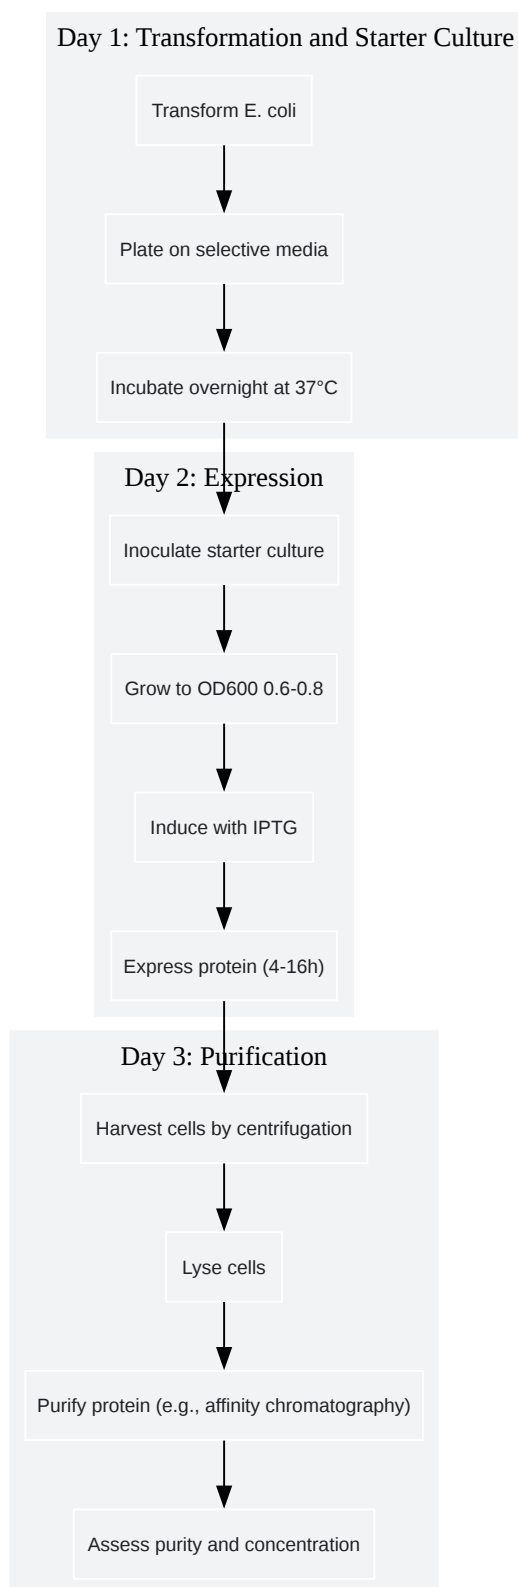 Day 1: Transformation and Starter Culture
Transform E. coli
Plate on selective media
Incubate overnight at 37°C
Day 2: Expression
Inoculate starter culture
Grow to OD600 0.6-0.8
Induce with IPTG
Express protein (4-16h)
Day 3: Purification
Harvest cells by centrifugation
Lyse cells
Purify protein (e.g., affinity chromatography)
Assess purity and concentration